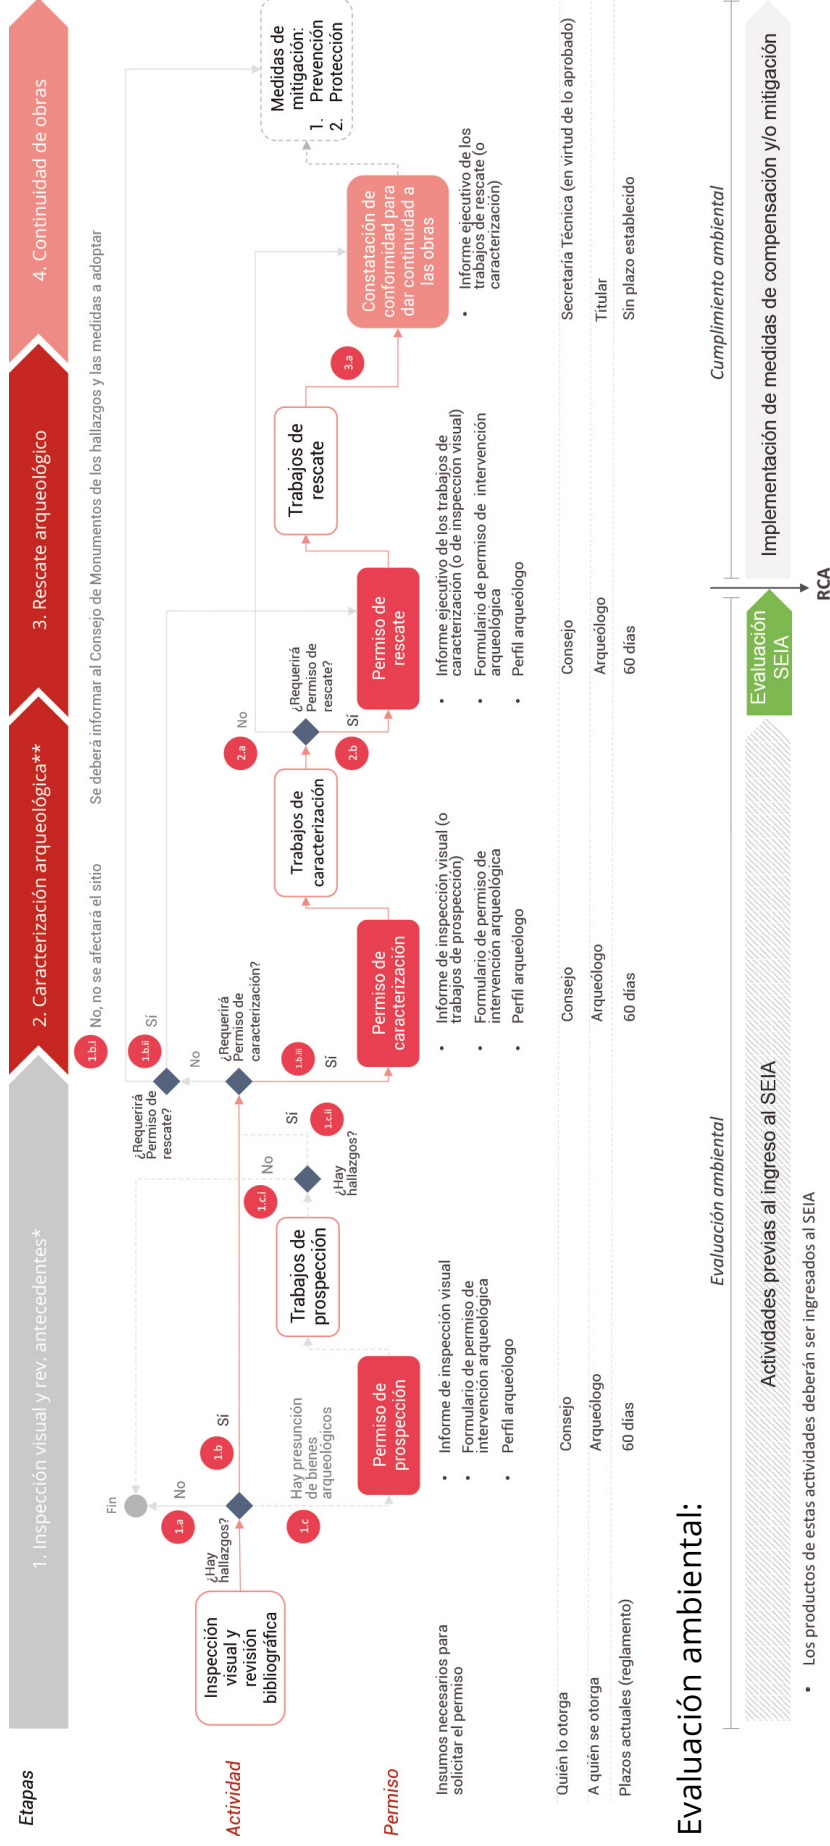 Etapas
1. Inspección visual y rev. antecedentes*
2. Caracterización arqueológica**
3. Rescate arqueológico
4. Continuidad de obras
1.b.i
No, no se afectará el sitio
Se deberá informar al Consejo de Monumentos de los hallazgos y las medidas a adoptar
Actividad
Inspección
visual y
revisión
bibliográfica
¿Hay
hallazgos?
Fin
1.a
No
1.b
Sí
1.c
Hay presunción
de bienes
arqueológicos
Trabajos de
prospección
1.c.i
No
¿Hay
hallazgos?
Sí
1.c.ii
¿Requerirá
Permiso de
rescate?
1.b.ii
Sí
No
¿Requerirá
Permiso de
caracterización?
1.b.iii
Sí
Trabajos de
caracterización
2.a
No
¿Requerirá
Permiso de
rescate?
2.b
Sí
Trabajos de
rescate
3.a
Medidas de
mitigación:
1. Prevención
2. Protección
Permiso
Permiso de
prospección
Permiso de
caracterización
Permiso de
rescate
Constatación de
conformidad para
dar continuidad a
las obras
Insumos necesarios para
solicitar el permiso
• Informe de inspección visual
• Formulario de permiso de
intervención arqueológica
• Perfil arqueólogo
• Informe de inspección visual (o
trabajos de prospección)
• Formulario de permiso de
intervención arqueológica
• Perfil arqueólogo
• Informe ejecutivo de los trabajos de
caracterización (o de inspección visual)
• Formulario de permiso de intervención
arqueológica
• Perfil arqueólogo
• Informe ejecutivo de los
trabajos de rescate (o
caracterización)
Quién lo otorga
Consejo
Consejo
Consejo
Secretaría Técnica (en virtud de lo aprobado)
A quién se otorga
Arqueólogo
Arqueólogo
Arqueólogo
Titular
Plazos actuales (reglamento)
60 días
60 días
60 días
Sin plazo establecido
Evaluación ambiental:
Evaluación ambiental
Cumplimiento ambiental
Actividades previas al ingreso al SEIA
Evaluación
SEIA
Implementación de medidas de compensación y/o mitigación
• Los productos de estas actividades deberán ser ingresados al SEIA
RCA